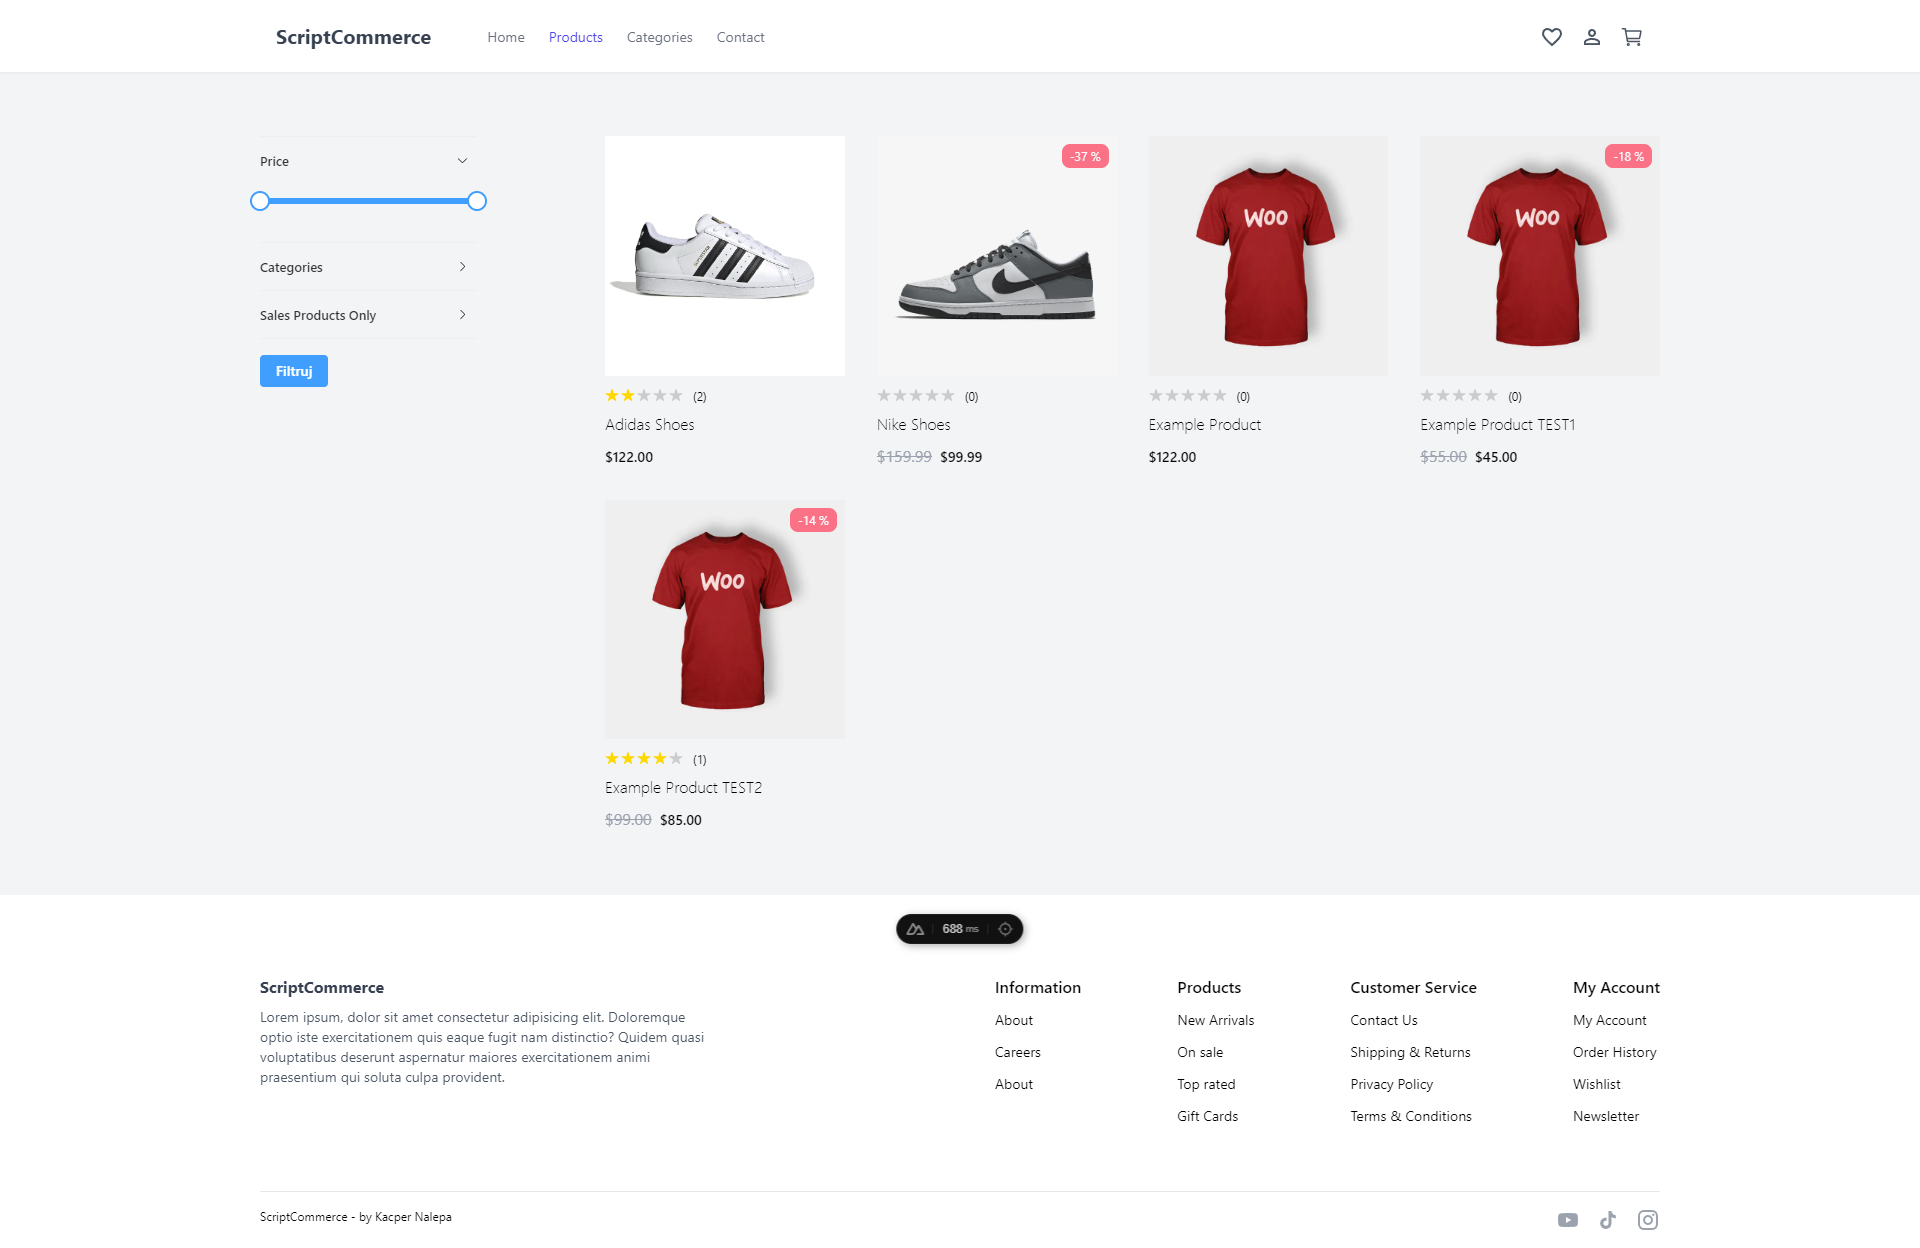 ScriptCommerce
Home Products Categories Contact
Price
Categories
Sales Products Only
Filtruj
-37 %
WOO
-18 %
WOO
(2)
(0)
(0)
(0)
Adidas Shoes
Nike Shoes
Example Product
Example Product TEST1
$122.00
$159.99 $99.99
$122.00
$55.00 $45.00
-14 %
WOO
(1)
Example Product TEST2
$99.00 $85.00
688 ms
ScriptCommerce
Lorem ipsum, dolor sit amet consectetur adipisicing elit. Doloremque
optio iste exercitationem quis eaque fugit nam distinctio? Quidem quasi
voluptatibus deserunt aspernatur maiores exercitationem animi
praesentium qui soluta culpa provident.
Information
About
Careers
About
Products
New Arrivals
On sale
Top rated
Gift Cards
Customer Service
Contact Us
Shipping & Returns
Privacy Policy
Terms & Conditions
My Account
My Account
Order History
Wishlist
Newsletter
ScriptCommerce - by Kacper Nalepa